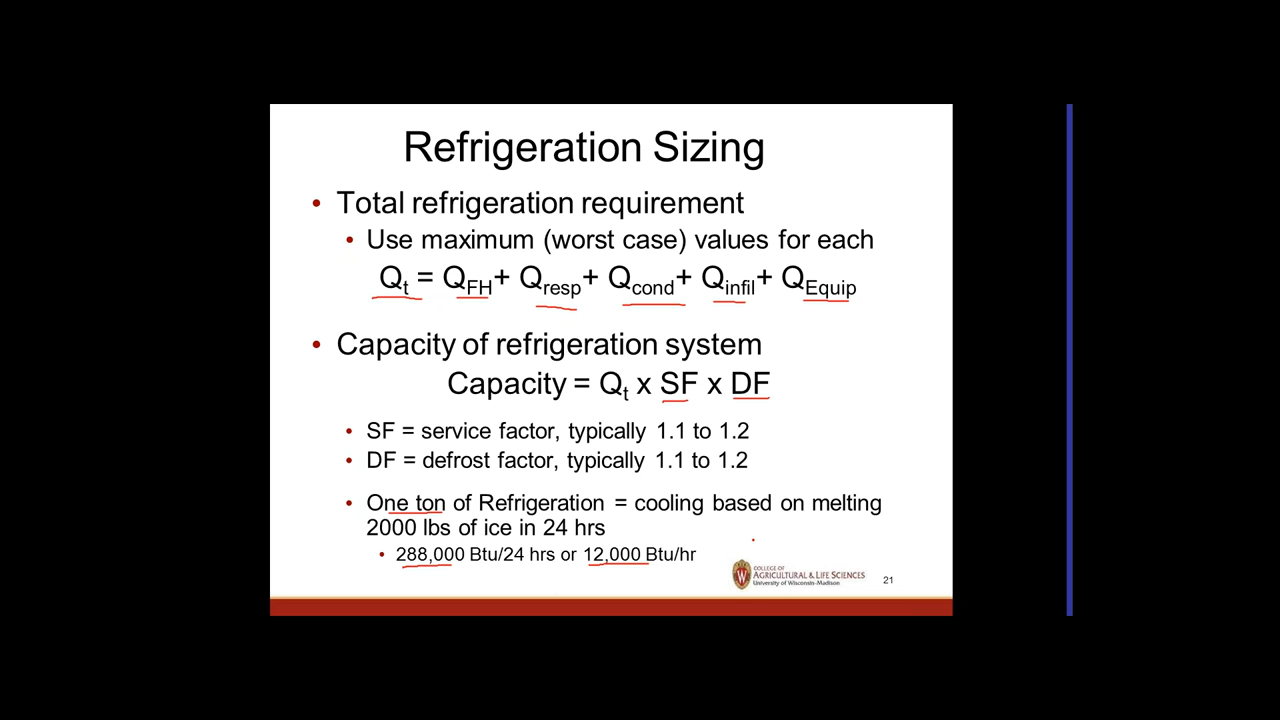 Refrigeration Sizing
• Total refrigeration requirement
• Use maximum (worst case) values for each
Qt = QFH+ Qresp+ Qcond+ Qinfil+ QEquip
• Capacity of refrigeration system
Capacity = Qt x SF x DF
• SF = service factor, typically 1.1 to 1.2
• DF = defrost factor, typically 1.1 to 1.2
• One ton of Refrigeration = cooling based on melting
2000 lbs of ice in 24 hrs
• 288,000 Btu/24 hrs or 12,000 Btu/hr
COLLEGE OF
AGRICULTURAL & LIFE SCIENCES
University of Wisconsin-Madison
21